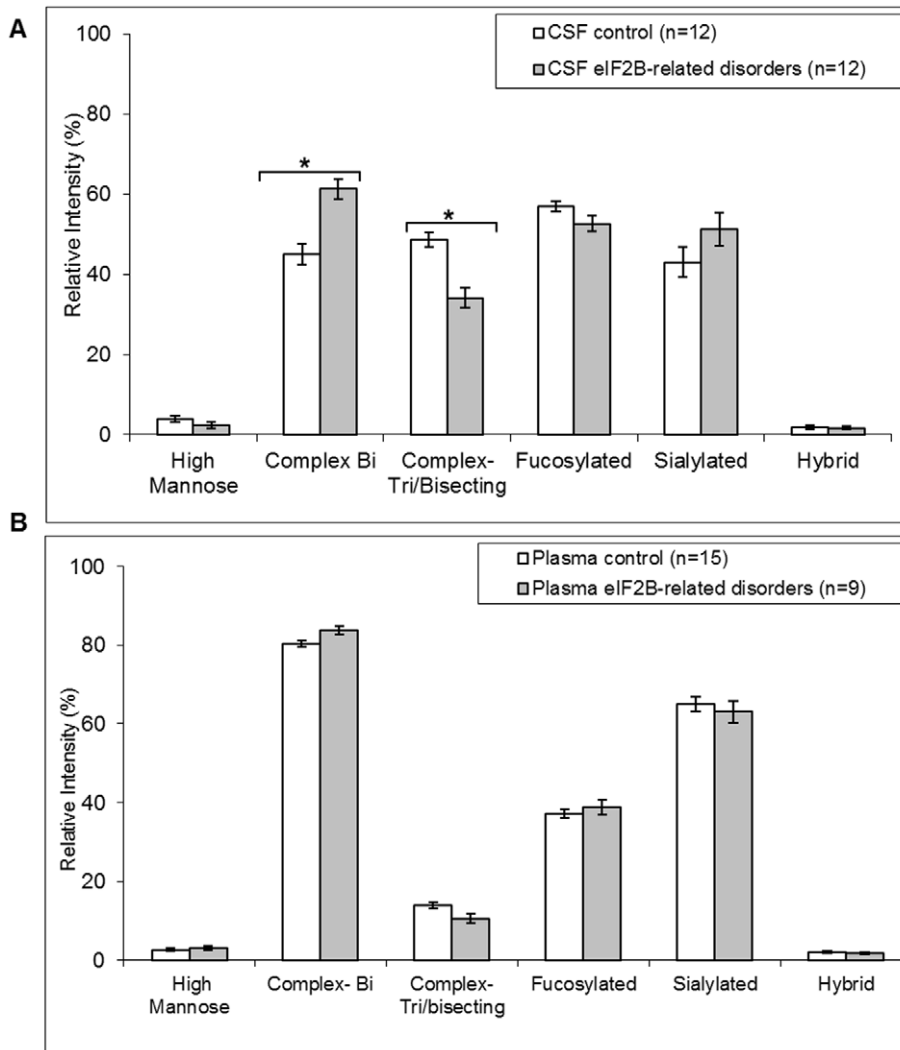 A
CSF control (n=12)
CSF eIF2B-related disorders (n=12)
Relative Intensity (%)
100
80
60
40
20
0
*
*
High Mannose
Complex Bi
Complex-Tri/Bisecting
Fucosylated
Sialylated
Hybrid
B
Plasma control (n=15)
Plasma eIF2B-related disorders (n=9)
Relative Intensity (%)
100
80
60
40
20
0
High Mannose
Complex- Bi
Complex-Tri/bisecting
Fucosylated
Sialylated
Hybrid